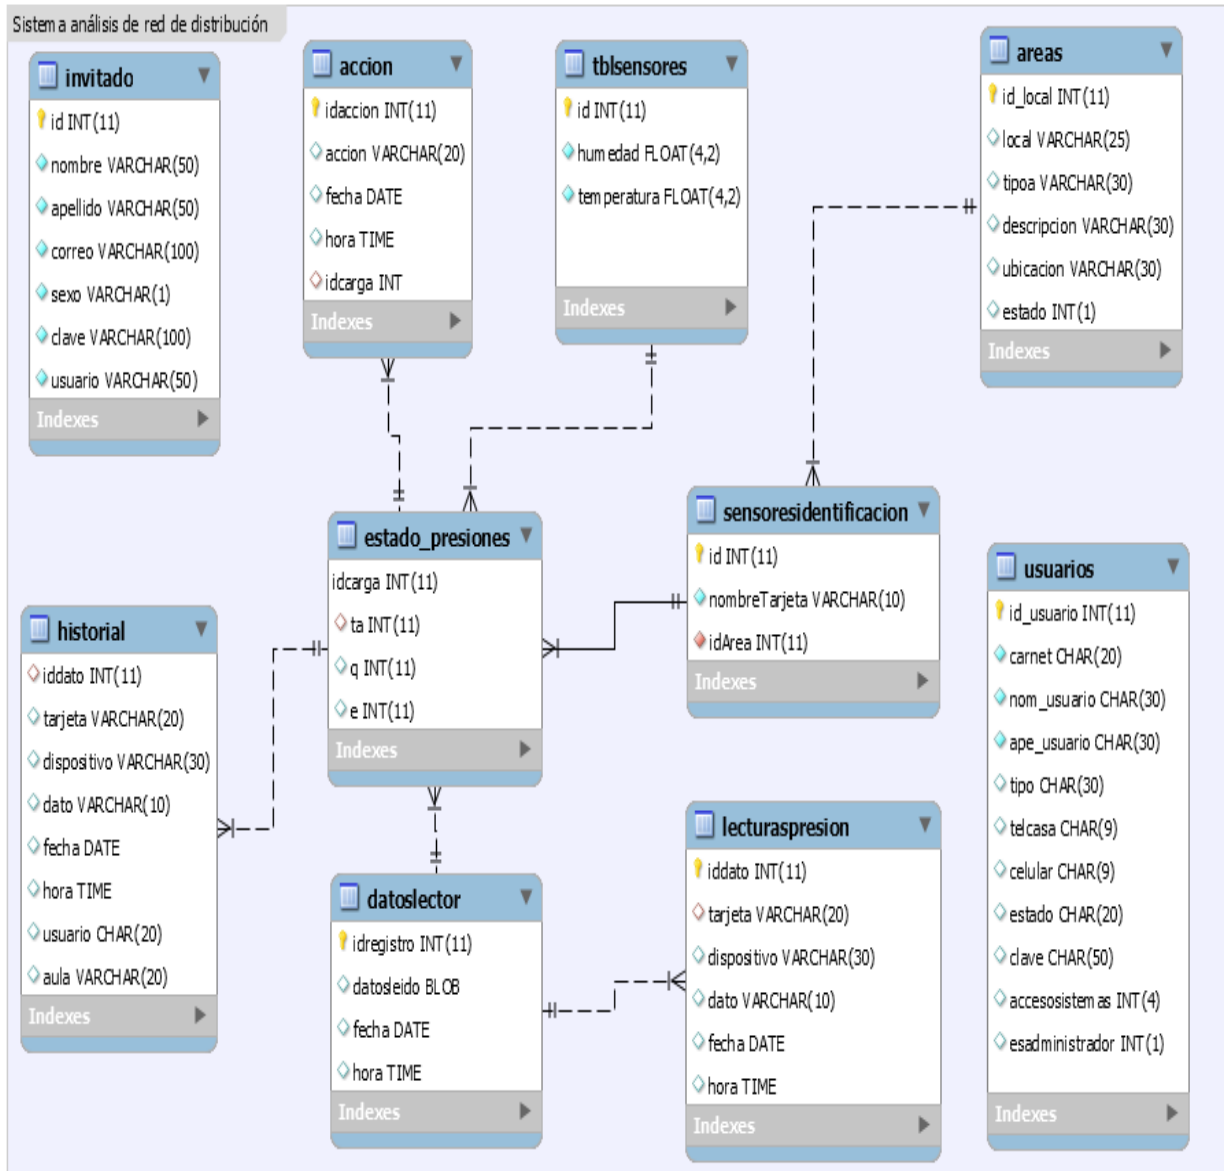 Sistema análisis de red de distribución
invitado
id INT(11)
nombre VARCHAR(50)
apellido VARCHAR(50)
correo VARCHAR(100)
sexo VARCHAR(1)
clave VARCHAR(100)
usuario VARCHAR(50)
Indexes
accion
idaccion INT(11)
accion VARCHAR(20)
fecha DATE
hora TIME
idcarga INT
Indexes
tblsensores
id INT(11)
humedad FLOAT(4,2)
temperatura FLOAT(4,2)
Indexes
areas
id_local INT(11)
local VARCHAR(25)
tipoa VARCHAR(30)
descripcion VARCHAR(30)
ubicacion VARCHAR(30)
estado INT(1)
Indexes
estado_presiones
idcarga INT(11)
ta INT(11)
q INT(11)
e INT(11)
Indexes
sensoresidentificacion
id INT(11)
nombreTarjeta VARCHAR(10)
idArea INT(11)
Indexes
usuarios
id_usuario INT(11)
carnet CHAR(20)
nom_usuario CHAR(30)
ape_usuario CHAR(30)
tipo CHAR(30)
telcasa CHAR(9)
celular CHAR(9)
estado CHAR(20)
clave CHAR(50)
accesosistemas INT(4)
esadministrador INT(1)
Indexes
historial
iddato INT(11)
tarjeta VARCHAR(20)
dispositivo VARCHAR(30)
dato VARCHAR(10)
fecha DATE
hora TIME
usuario CHAR(20)
aula VARCHAR(20)
Indexes
datoslector
idregistro INT(11)
datosleido BLOB
fecha DATE
hora TIME
Indexes
lecturaspresion
iddato INT(11)
tarjeta VARCHAR(20)
dispositivo VARCHAR(30)
dato VARCHAR(10)
fecha DATE
hora TIME
Indexes